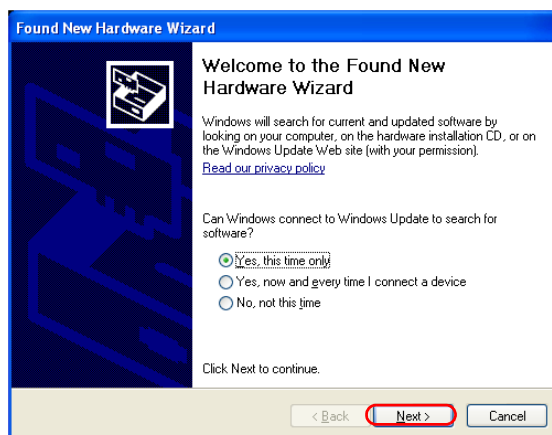 Found New Hardware Wizard
Welcome to the Found New
Hardware Wizard
Windows will search for current and updated software by
looking on your computer, on the hardware installation CD, or on
the Windows Update Web site (with your permission).
Read our privacy policy
Can Windows connect to Windows Update to search for
software?
Yes, this time only
Yes, now and every time I connect a device
No, not this time
Click Next to continue.
< Back Next > Cancel